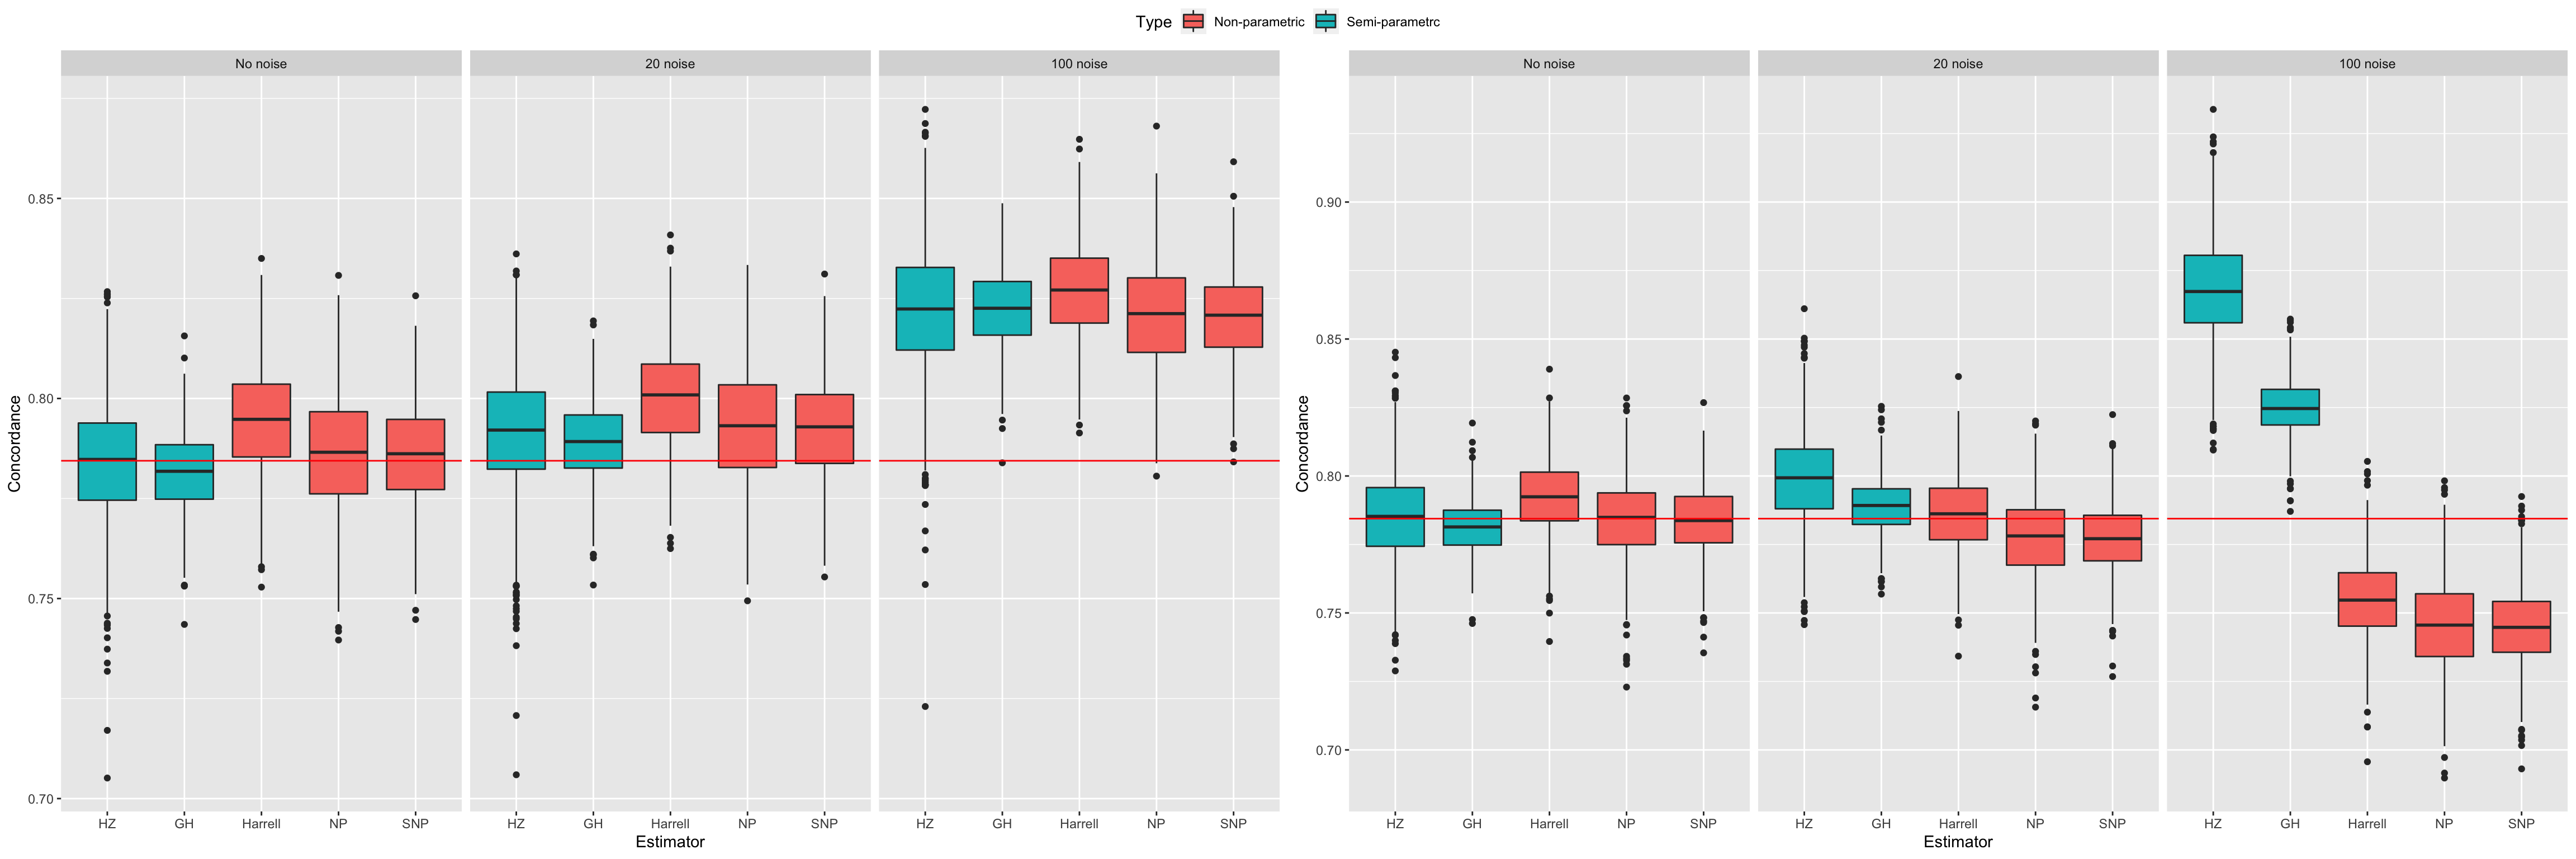 Type Non-parametric Semi-parametrc
No noise 20 noise 100 noise
Concordance
0.85
0.80
0.75
0.70
HZ GH Harrell NP SNP HZ GH Harrell NP SNP HZ GH Harrell NP SNP
Estimator
No noise 20 noise 100 noise
Concordance
0.90
0.85
0.80
0.75
0.70
HZ GH Harrell NP SNP HZ GH Harrell NP SNP HZ GH Harrell NP SNP
Estimator